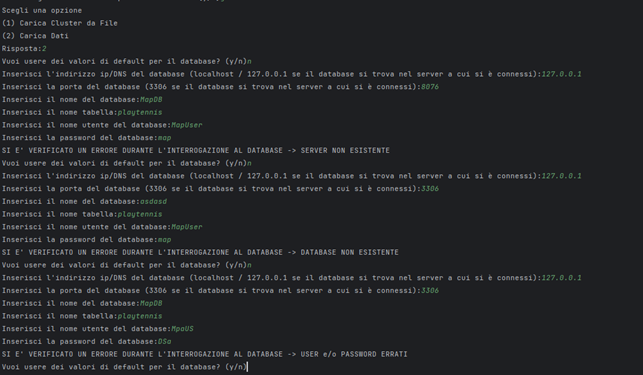 Scegli una opzione
(1) Carica Cluster da File
(2) Carica Dati
Risposta:2
Vuoi usere dei valori di default per il database? (y/n)n
Inserisci l'indirizzo ip/DNS del database (localhost / 127.0.0.1 se il database si trova nel server a cui si è connessi):127.0.0.1
Inserisci la porta del database (3306 se il database si trova nel server a cui si è connessi):8076
Inserisci il nome del database:MapDB
Inserisci il nome tabella:playtennis
Inserisci il nome utente del database:MapUser
Inserisci la password del database:map
SI E' VERIFICATO UN ERRORE DURANTE L'INTERROGAZIONE AL DATABASE -> SERVER NON ESISTENTE
Vuoi usere dei valori di default per il database? (y/n)n
Inserisci l'indirizzo ip/DNS del database (localhost / 127.0.0.1 se il database si trova nel server a cui si è connessi):127.0.0.1
Inserisci la porta del database (3306 se il database si trova nel server a cui si è connessi):3306
Inserisci il nome del database:asdasd
Inserisci il nome tabella:playtennis
Inserisci il nome utente del database:MapUser
Inserisci la password del database:map
SI E' VERIFICATO UN ERRORE DURANTE L'INTERROGAZIONE AL DATABASE -> DATABASE NON ESISTENTE
Vuoi usere dei valori di default per il database? (y/n)n
Inserisci l'indirizzo ip/DNS del database (localhost / 127.0.0.1 se il database si trova nel server a cui si è connessi):127.0.0.1
Inserisci la porta del database (3306 se il database si trova nel server a cui si è connessi):3306
Inserisci il nome del database:MapDB
Inserisci il nome tabella:playtennis
Inserisci il nome utente del database:MpaUS
Inserisci la password del database:DSa
SI E' VERIFICATO UN ERRORE DURANTE L'INTERROGAZIONE AL DATABASE -> USER e/o PASSWORD ERRATI
Vuoi usere dei valori di default per il database? (y/n)